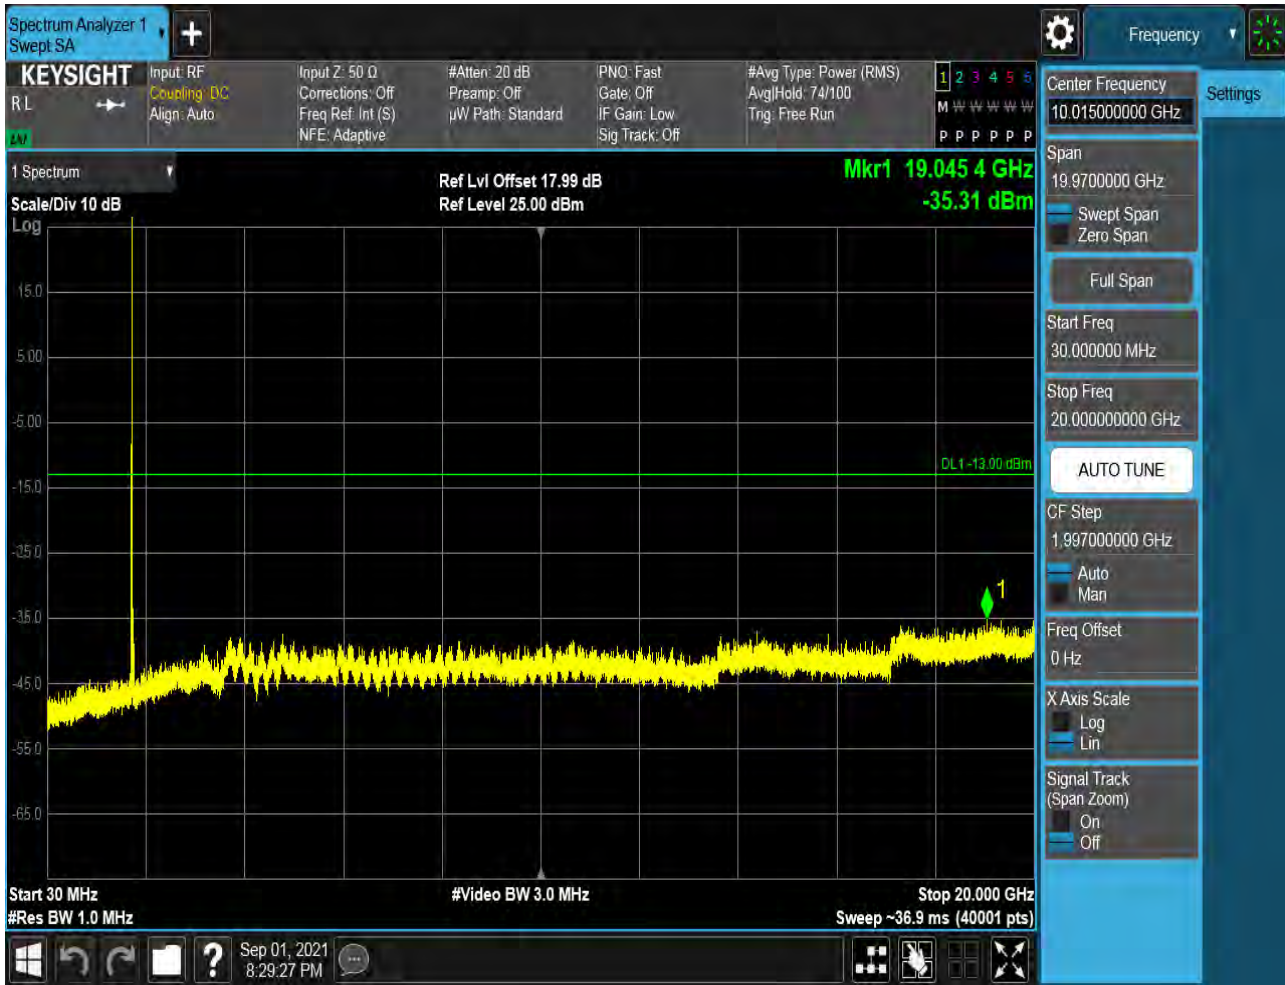 Spectrum Analyzer 1
Swept SA
Frequency
KEYSIGHT
R L
Input: RF
Coupling: DC
Align: Auto
Input Z: 50 Ω
Corrections: Off
Freq Ref: Int (S)
NFE: Adaptive
#Atten: 20 dB
Preamp: Off
µW Path: Standard
PNO: Fast
Gate: Off
IF Gain: Low
Sig Track: Off
#Avg Type: Power (RMS)
Avg|Hold: 74/100
Trig: Free Run
1 2 3 4 5 6
M W W W W W
P P P P P P
1 Spectrum
Scale/Div 10 dB
Log
Ref Lvl Offset 17.99 dB
Ref Level 25.00 dBm
Mkr1 19.045 4 GHz
-35.31 dBm
15.0
5.00
-5.00
-15.0
-25.0
-35.0
-45.0
-55.0
-65.0
DL1 -13.00 dBm
1
Start 30 MHz
#Res BW 1.0 MHz
#Video BW 3.0 MHz
Stop 20.000 GHz
Sweep ~36.9 ms (40001 pts)
Center Frequency
10.015000000 GHz
Settings
Span
19.9700000 GHz
Swept Span
Zero Span
Full Span
Start Freq
30.000000 MHz
Stop Freq
20.000000000 GHz
AUTO TUNE
CF Step
1.997000000 GHz
Auto
Man
Freq Offset
0 Hz
X Axis Scale
Log
Lin
Signal Track
(Span Zoom)
On
Off
?
Sep 01, 2021
8:29:27 PM